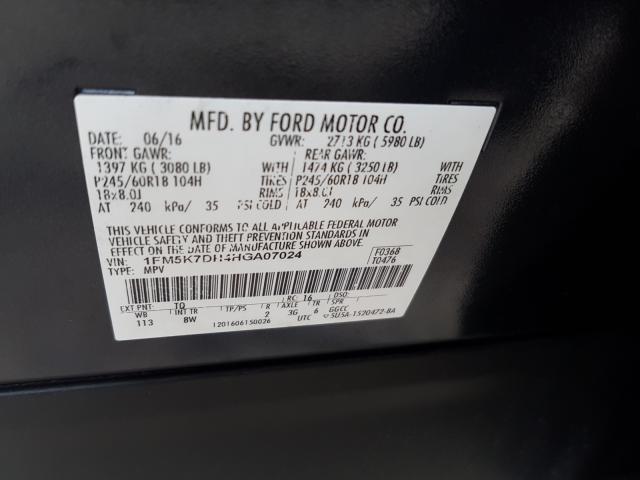 MFD. BY FORD MOTOR CO.
DATE: 06/16 GVWR: 2713 KG ( 5980 LB)
FRONT GAWR: REAR GAWR:
1397 KG ( 3080 LB) WITH 1474 KG ( 3250 LB) WITH
P245/60R18 104H TIRES P245/60R18 104H TIRES
18x8.0J RIMS 18x8.0J RIMS
AT 240 kPa/ 35 PSI COLD AT 240 kPa/ 35 PSI COLD
THIS VEHICLE CONFORMS TO ALL APPLICABLE FEDERAL MOTOR
VEHICLE SAFETY AND THEFT PREVENTION STANDARDS IN
EFFECT ON THE DATE OF MANUFACTURE SHOWN ABOVE.
VIN: 1FM5K7DH4HGA07024 F0368
TYPE: MPV T0476
RC: 16 DSO:
EXT PNT: TQ
WB INT TR TP/PS R AXLE TR SPR
113 8W 2 3G 6 GGCC
1201606150026 UTC 5U5A-1520472-BA